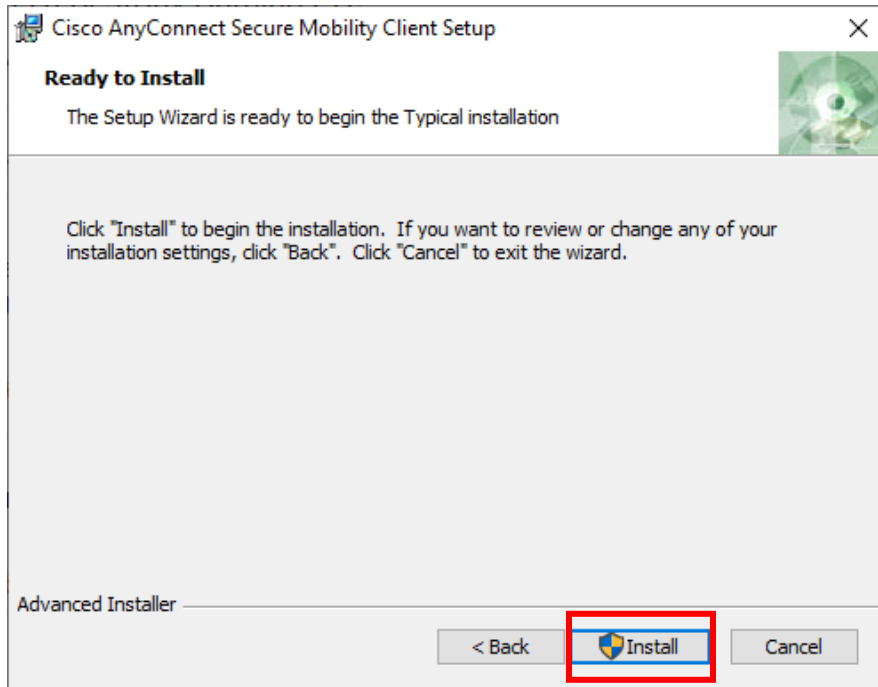 Cisco AnyConnect Secure Mobility Client Setup
Ready to Install
The Setup Wizard is ready to begin the Typical installation
Click "Install" to begin the installation.  If you want to review or change any of your
installation settings, click "Back".  Click "Cancel" to exit the wizard.
Advanced Installer
< Back
Install
Cancel